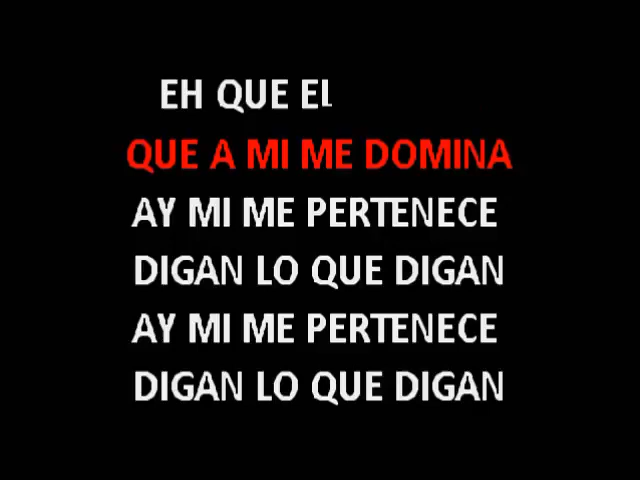 EH QUE EL
QUE A MI ME DOMINA
AY MI ME PERTENECE
DIGAN LO QUE DIGAN
AY MI ME PERTENECE
DIGAN LO QUE DIGAN